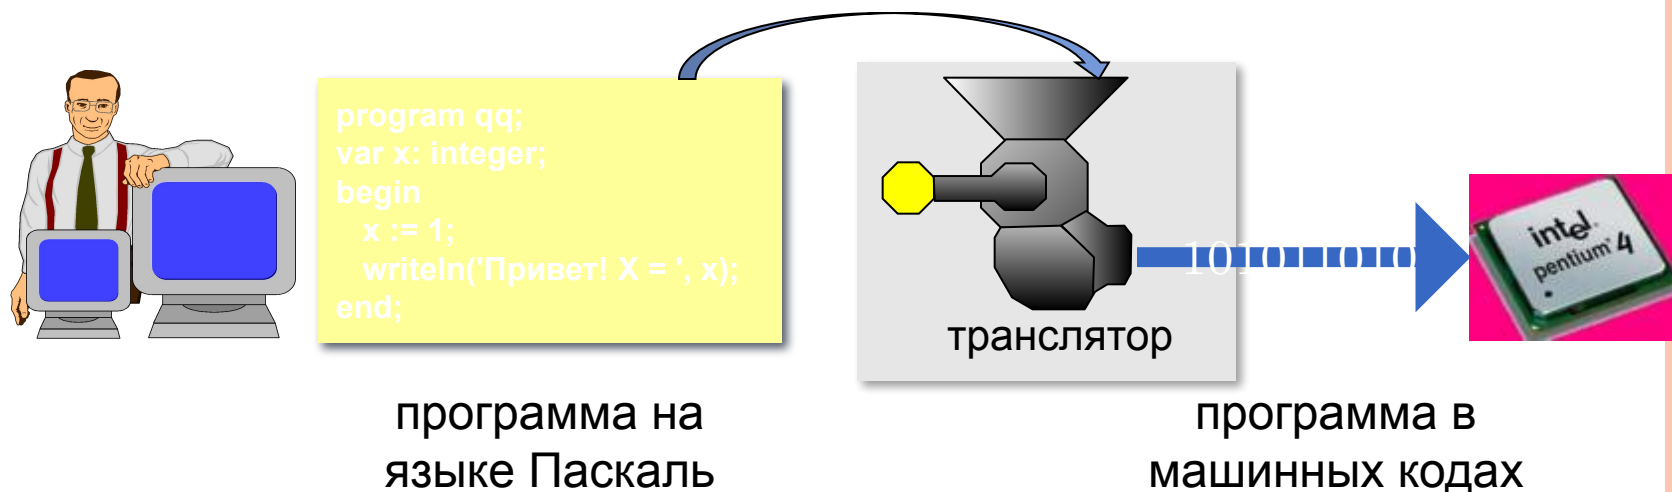 program qq;
var x: integer;
begin
x := 1;
writeln('Привет! X = ', x);
end;
транслятор
1010
intel
pentium 4
программа на
языке Паскаль
программа в
машинных кодах